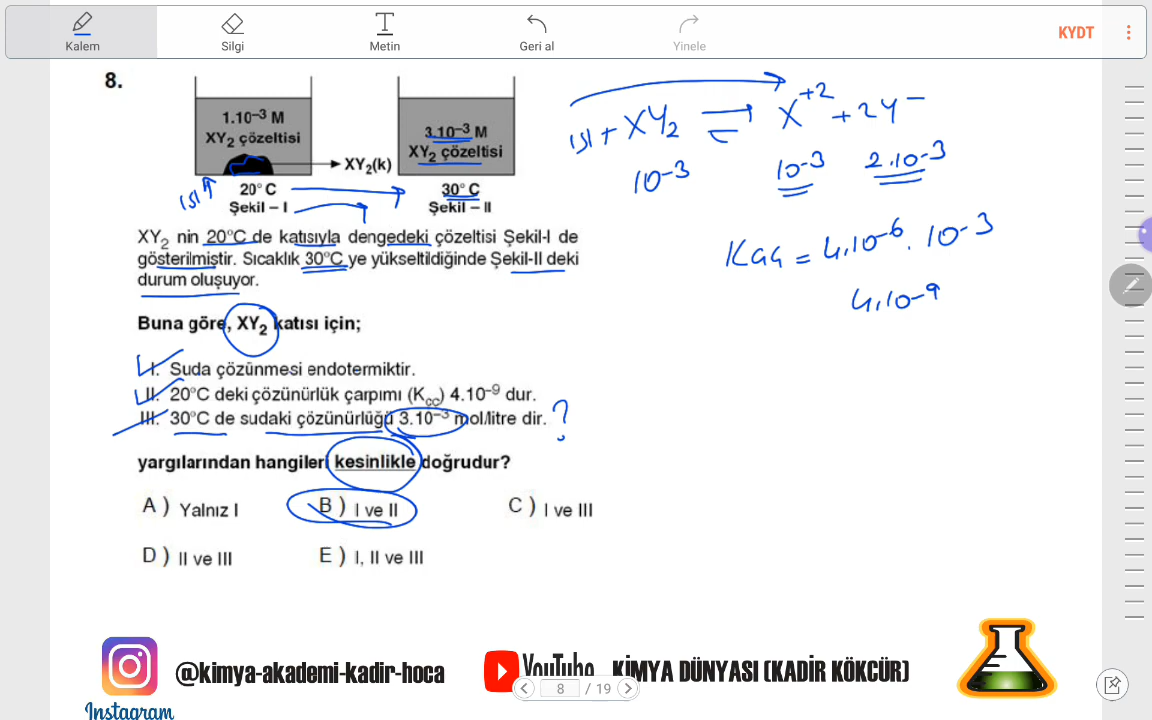 Kalem
Silgi
Metin
Geri al
Yinele
KYDT
8.
1.10⁻³ M
XY₂ çözeltisi
XY₂(k)
20°C
Şekil – I
3.10⁻³ M
XY₂ çözeltisi
30°C
Şekil – II
ısı
ısı + XY₂ ⇌ X⁺² + 2Y⁻
10⁻³ 10⁻³ 2.10⁻³
Kçç = 4.10⁻⁶ . 10⁻³
4.10⁻⁹
XY₂ nin 20°C de katısıyla dengedeki çözeltisi Şekil-I de
gösterilmiştir. Sıcaklık 30°C ye yükseltildiğinde Şekil-II deki
durum oluşuyor.
Buna göre, XY₂ katısı için;
I. Suda çözünmesi endotermiktir.
II. 20°C deki çözünürlük çarpımı (Kçç) 4.10⁻⁹ dur.
III. 30°C de sudaki çözünürlüğü 3.10⁻³ mol/litre dir. ?
yargılarından hangileri kesinlikle doğrudur?
A ) Yalnız I B ) I ve II C ) I ve III
D ) II ve III E ) I, II ve III
@kimya-akademi-kadir-hoca
YouTube KİMYA DÜNYASI (KADİR KÖKCÜR)
8 / 19
Instagram